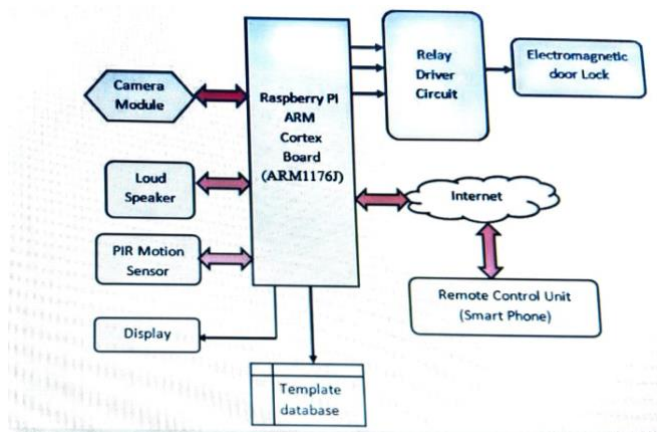 Camera
Module
Raspberry PI
ARM
Cortex
Board
(ARM1176J)
Relay
Driver
Circuit
Electromagnetic
door Lock
Loud
Speaker
Internet
PIR Motion
Sensor
Remote Control Unit
(Smart Phone)
Display
Template
database